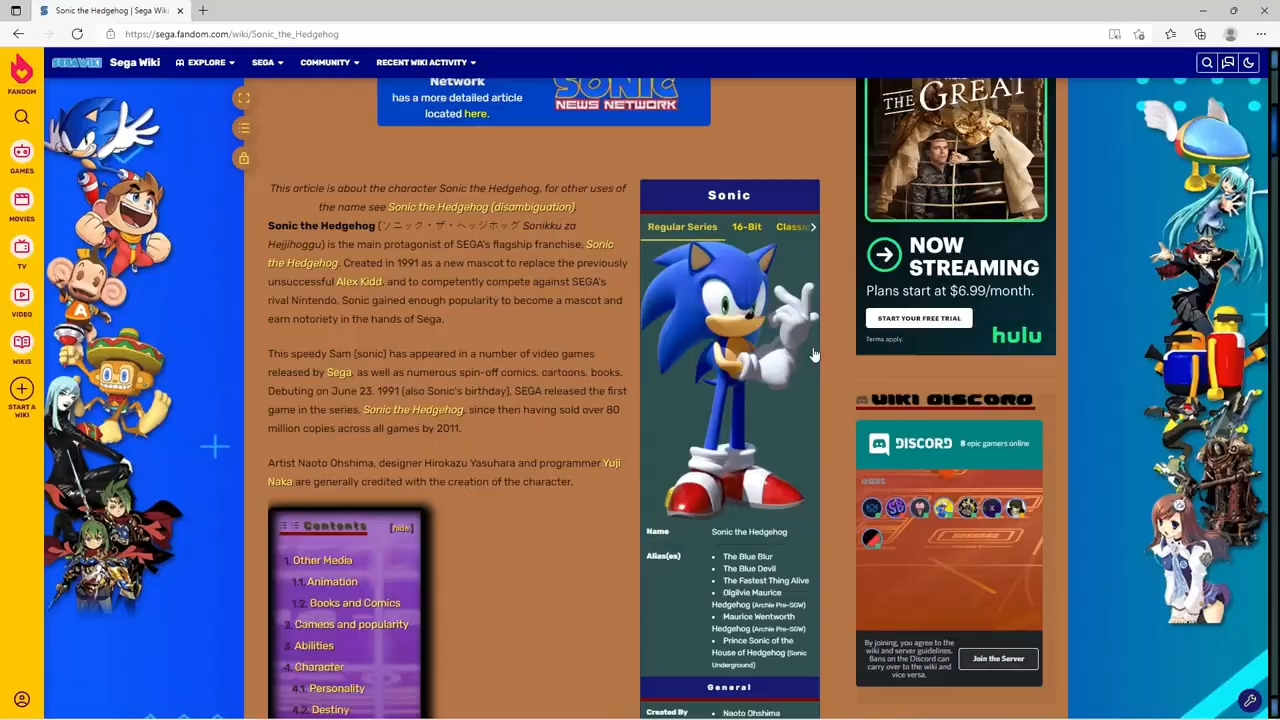 Sonic the Hedgehog | Sega Wiki
https://sega.fandom.com/wiki/Sonic_the_Hedgehog
FANDOM
SEGA WIKI
Sega Wiki
EXPLORE
SEGA
COMMUNITY
RECENT WIKI ACTIVITY
GAMES
MOVIES
TV
VIDEO
WIKIS
START A
WIKI
Network
has a more detailed article
located here.
SONIC
NEWS NETWORK
This article is about the character Sonic the Hedgehog, for other uses of
the name see Sonic the Hedgehog (disambiguation).
Sonic the Hedgehog (ソニック・ザ・ヘッジホッグ Sonikku za
Hejjihoggu) is the main protagonist of SEGA's flagship franchise, Sonic
the Hedgehog. Created in 1991 as a new mascot to replace the previously
unsuccessful Alex Kidd, and to competently compete against SEGA's
rival Nintendo, Sonic gained enough popularity to become a mascot and
earn notoriety in the hands of Sega.
This speedy Sam (sonic) has appeared in a number of video games
released by Sega, as well as numerous spin-off comics, cartoons, books.
Debuting on June 23, 1991 (also Sonic's birthday), SEGA released the first
game in the series, Sonic the Hedgehog, since then having sold over 80
million copies across all games by 2011.
Artist Naoto Ohshima, designer Hirokazu Yasuhara and programmer Yuji
Naka are generally credited with the creation of the character.
Contents [hide]
1. Other Media
1.1. Animation
1.2. Books and Comics
2. Cameos and popularity
3. Abilities
4. Character
4.1. Personality
4.2. Destiny
Sonic
Regular Series 16-Bit Classic
Name Sonic the Hedgehog
Alias(es)
• The Blue Blur
• The Blue Devil
• The Fastest Thing Alive
• Olgilvie Maurice
Hedgehog (Archie Pre-SGW)
• Maurice Wentworth
Hedgehog (Archie Pre-SGW)
• Prince Sonic of the
House of Hedgehog (Sonic
Underground)
General
Created By • Naoto Ohshima
THE GREAT
NOW
STREAMING
Plans start at $6.99/month.
START YOUR FREE TRIAL
Terms apply.
hulu
WIKI DISCORD
DISCORD 8 epic gamers online
USERS
By joining, you agree to the
wiki and server guidelines.
Bans on the Discord can
carry over to the wiki and
vice versa.
Join the Server